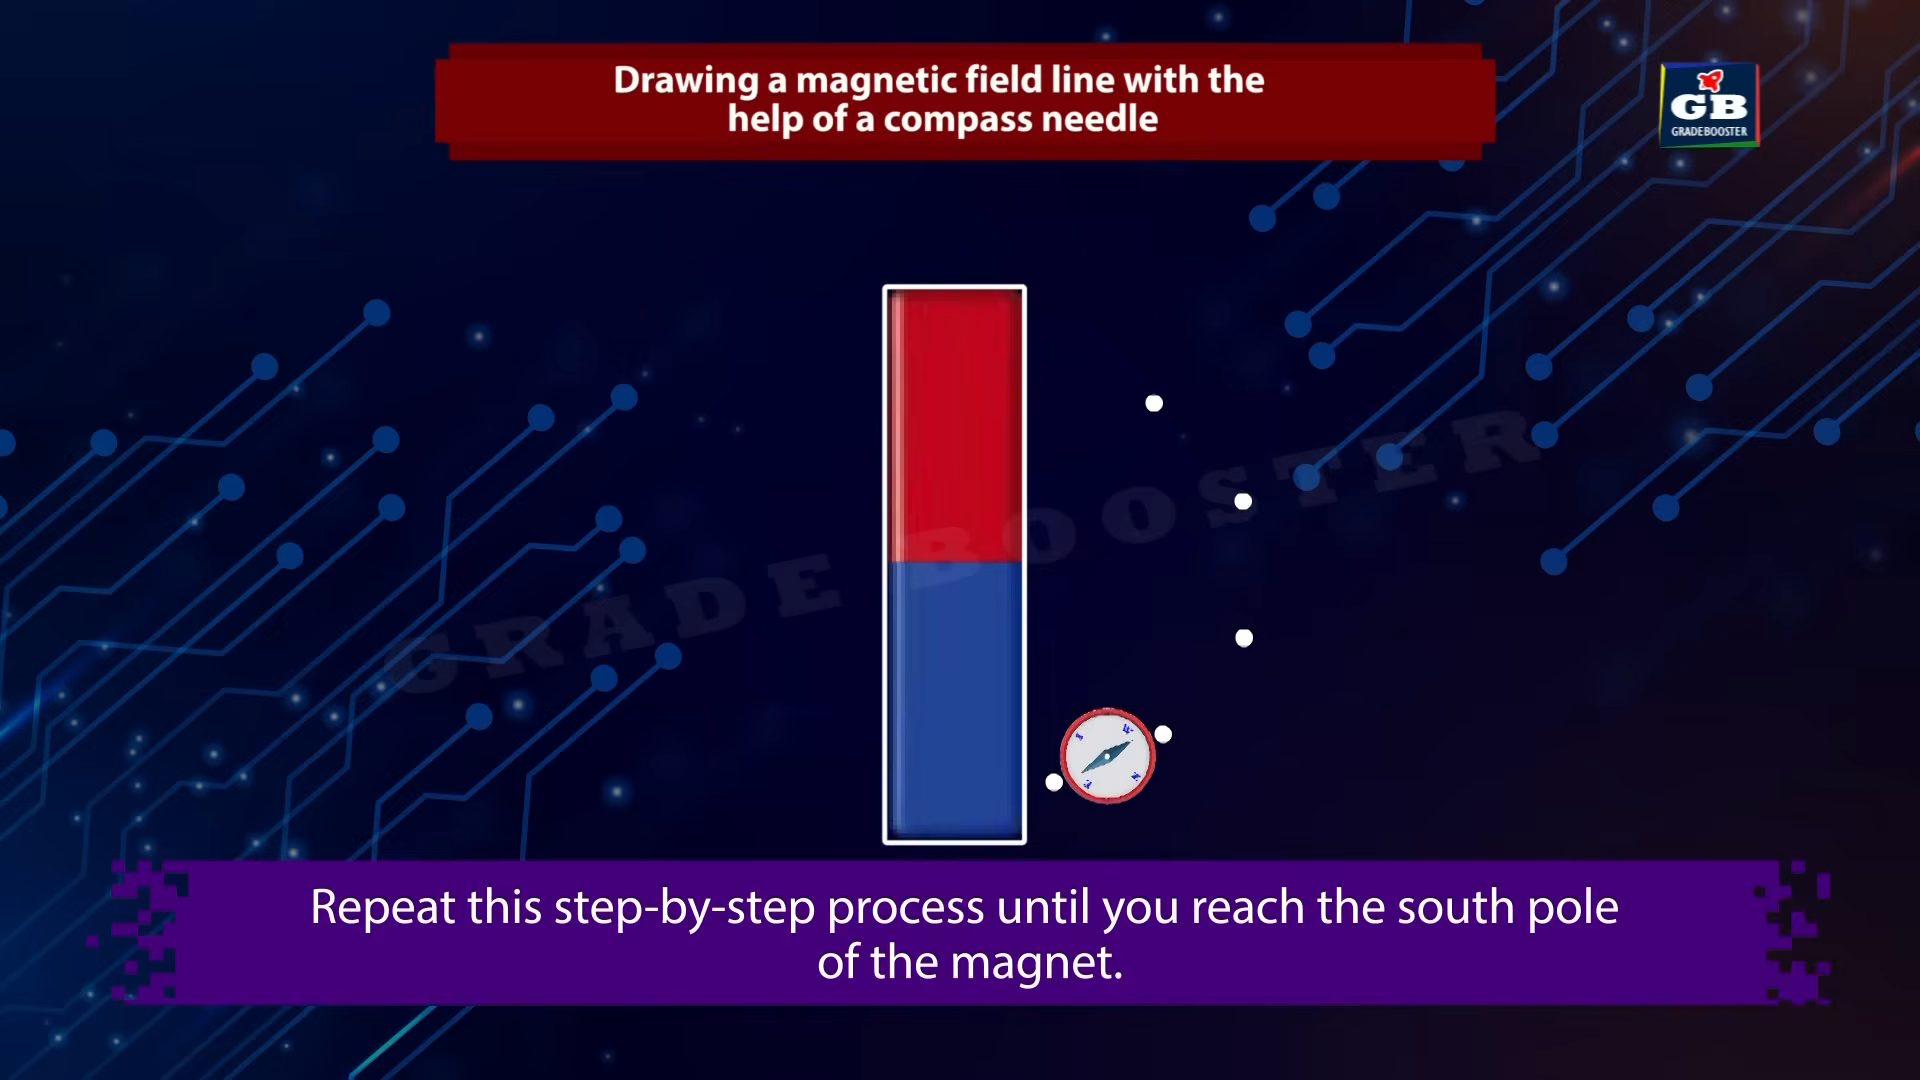 Drawing a magnetic field line with the
help of a compass needle
GB
GRADEBOOSTER
GRADE BOOSTER
Repeat this step-by-step process until you reach the south pole
of the magnet.